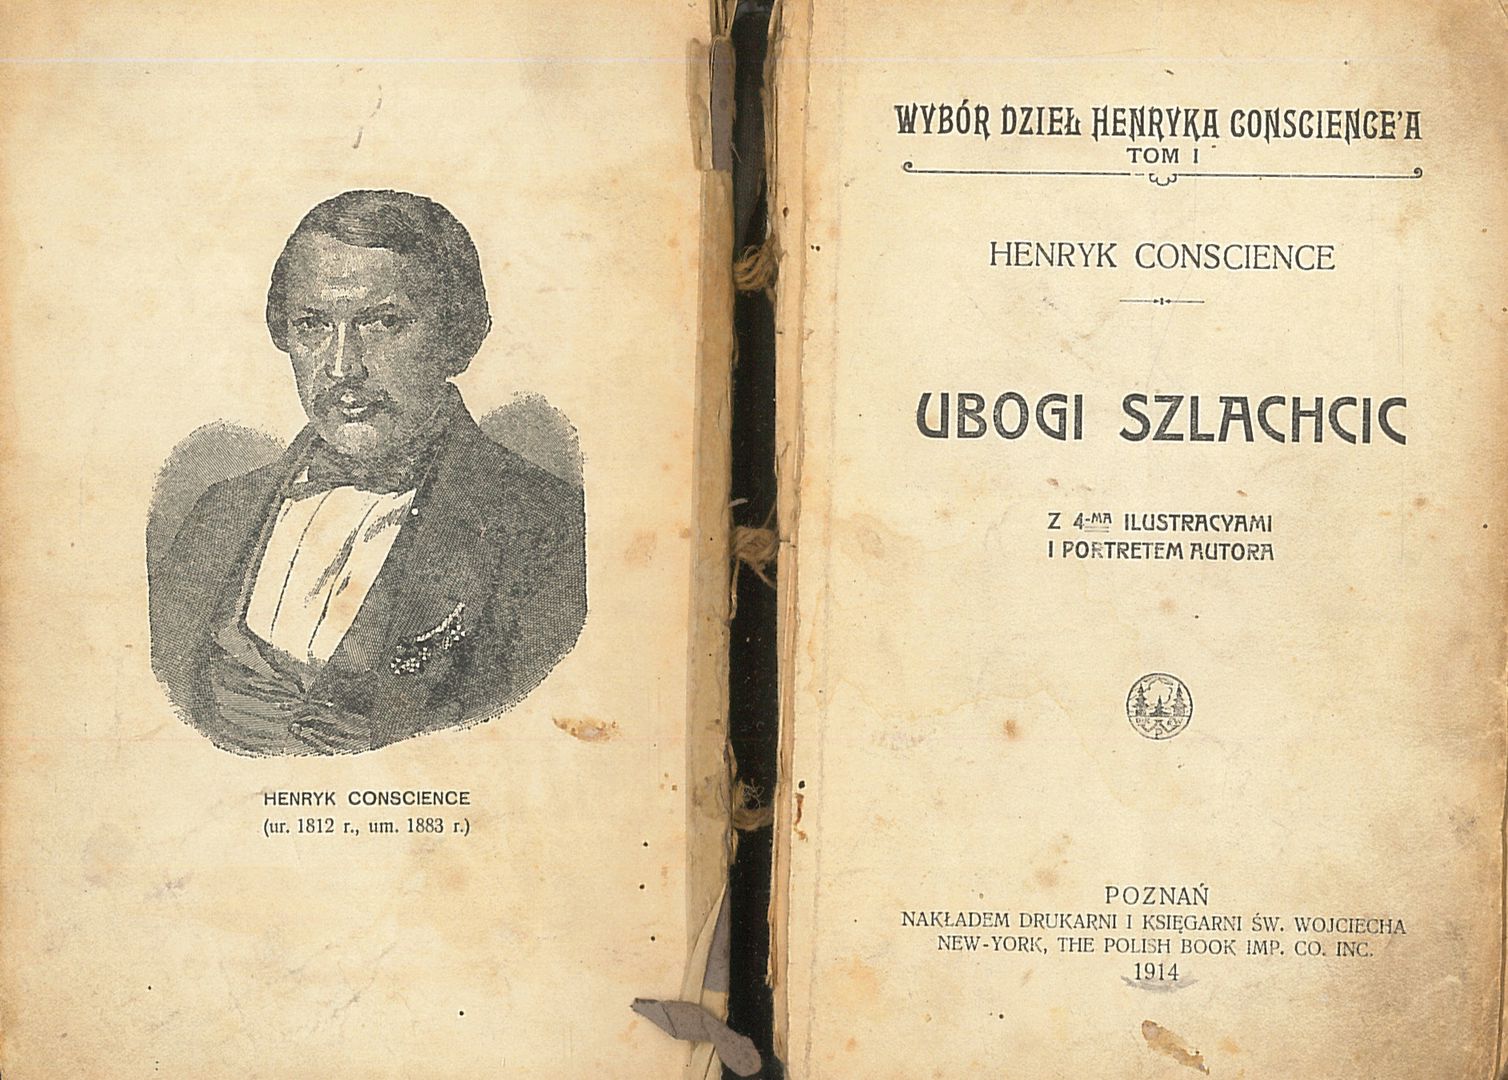 HENRYK CONSCIENCE
(ur. 1812 r., um. 1883 r.)
WYBÓR DZIEŁ HENRYKA CONSCIENCE'A
TOM I
HENRYK CONSCIENCE
UBOGI SZLACHCIC
Z 4-MA ILUSTRACYAMI
I PORTRETEM AUTORA
POZNAŃ
NAKŁADEM DRUKARNI I KSIĘGARNI ŚW. WOJCIECHA
NEW-YORK, THE POLISH BOOK IMP. CO. INC.
1914